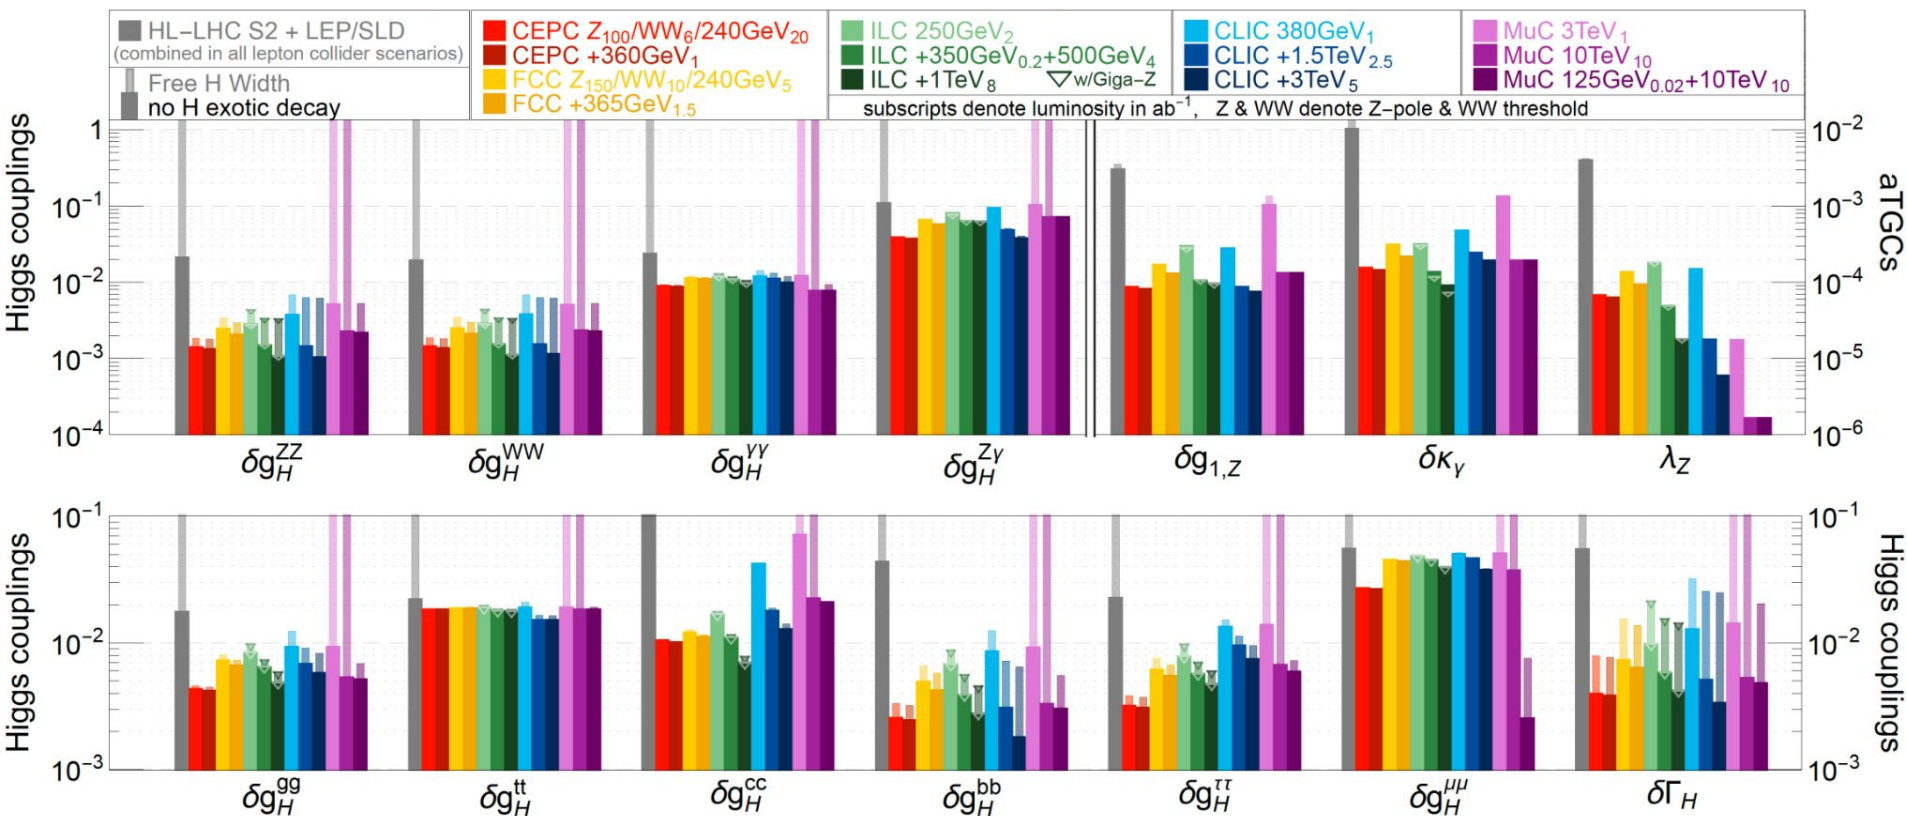 HL−LHC S2 + LEP/SLD
(combined in all lepton collider scenarios)
Free H Width
no H exotic decay
CEPC Z100/WW6/240GeV20
CEPC +360GeV1
FCC Z150/WW10/240GeV5
FCC +365GeV1.5
ILC 250GeV2
ILC +350GeV0.2+500GeV4
ILC +1TeV8 ▽w/Giga−Z
CLIC 380GeV1
CLIC +1.5TeV2.5
CLIC +3TeV5
MuC 3TeV1
MuC 10TeV10
MuC 125GeV0.02+10TeV10
subscripts denote luminosity in ab−1, Z & WW denote Z−pole & WW threshold
Higgs couplings
1
10−1
10−2
10−3
10−4
δgHZZ
δgHWW
δgHγγ
δgHZγ
δg1,Z
δκγ
λZ
10−2
10−3
10−4
10−5
10−6
aTGCs
Higgs couplings
10−1
10−2
10−3
δgHgg
δgHtt
δgHcc
δgHbb
δgHττ
δgHμμ
δΓH
10−1
10−2
10−3
Higgs couplings